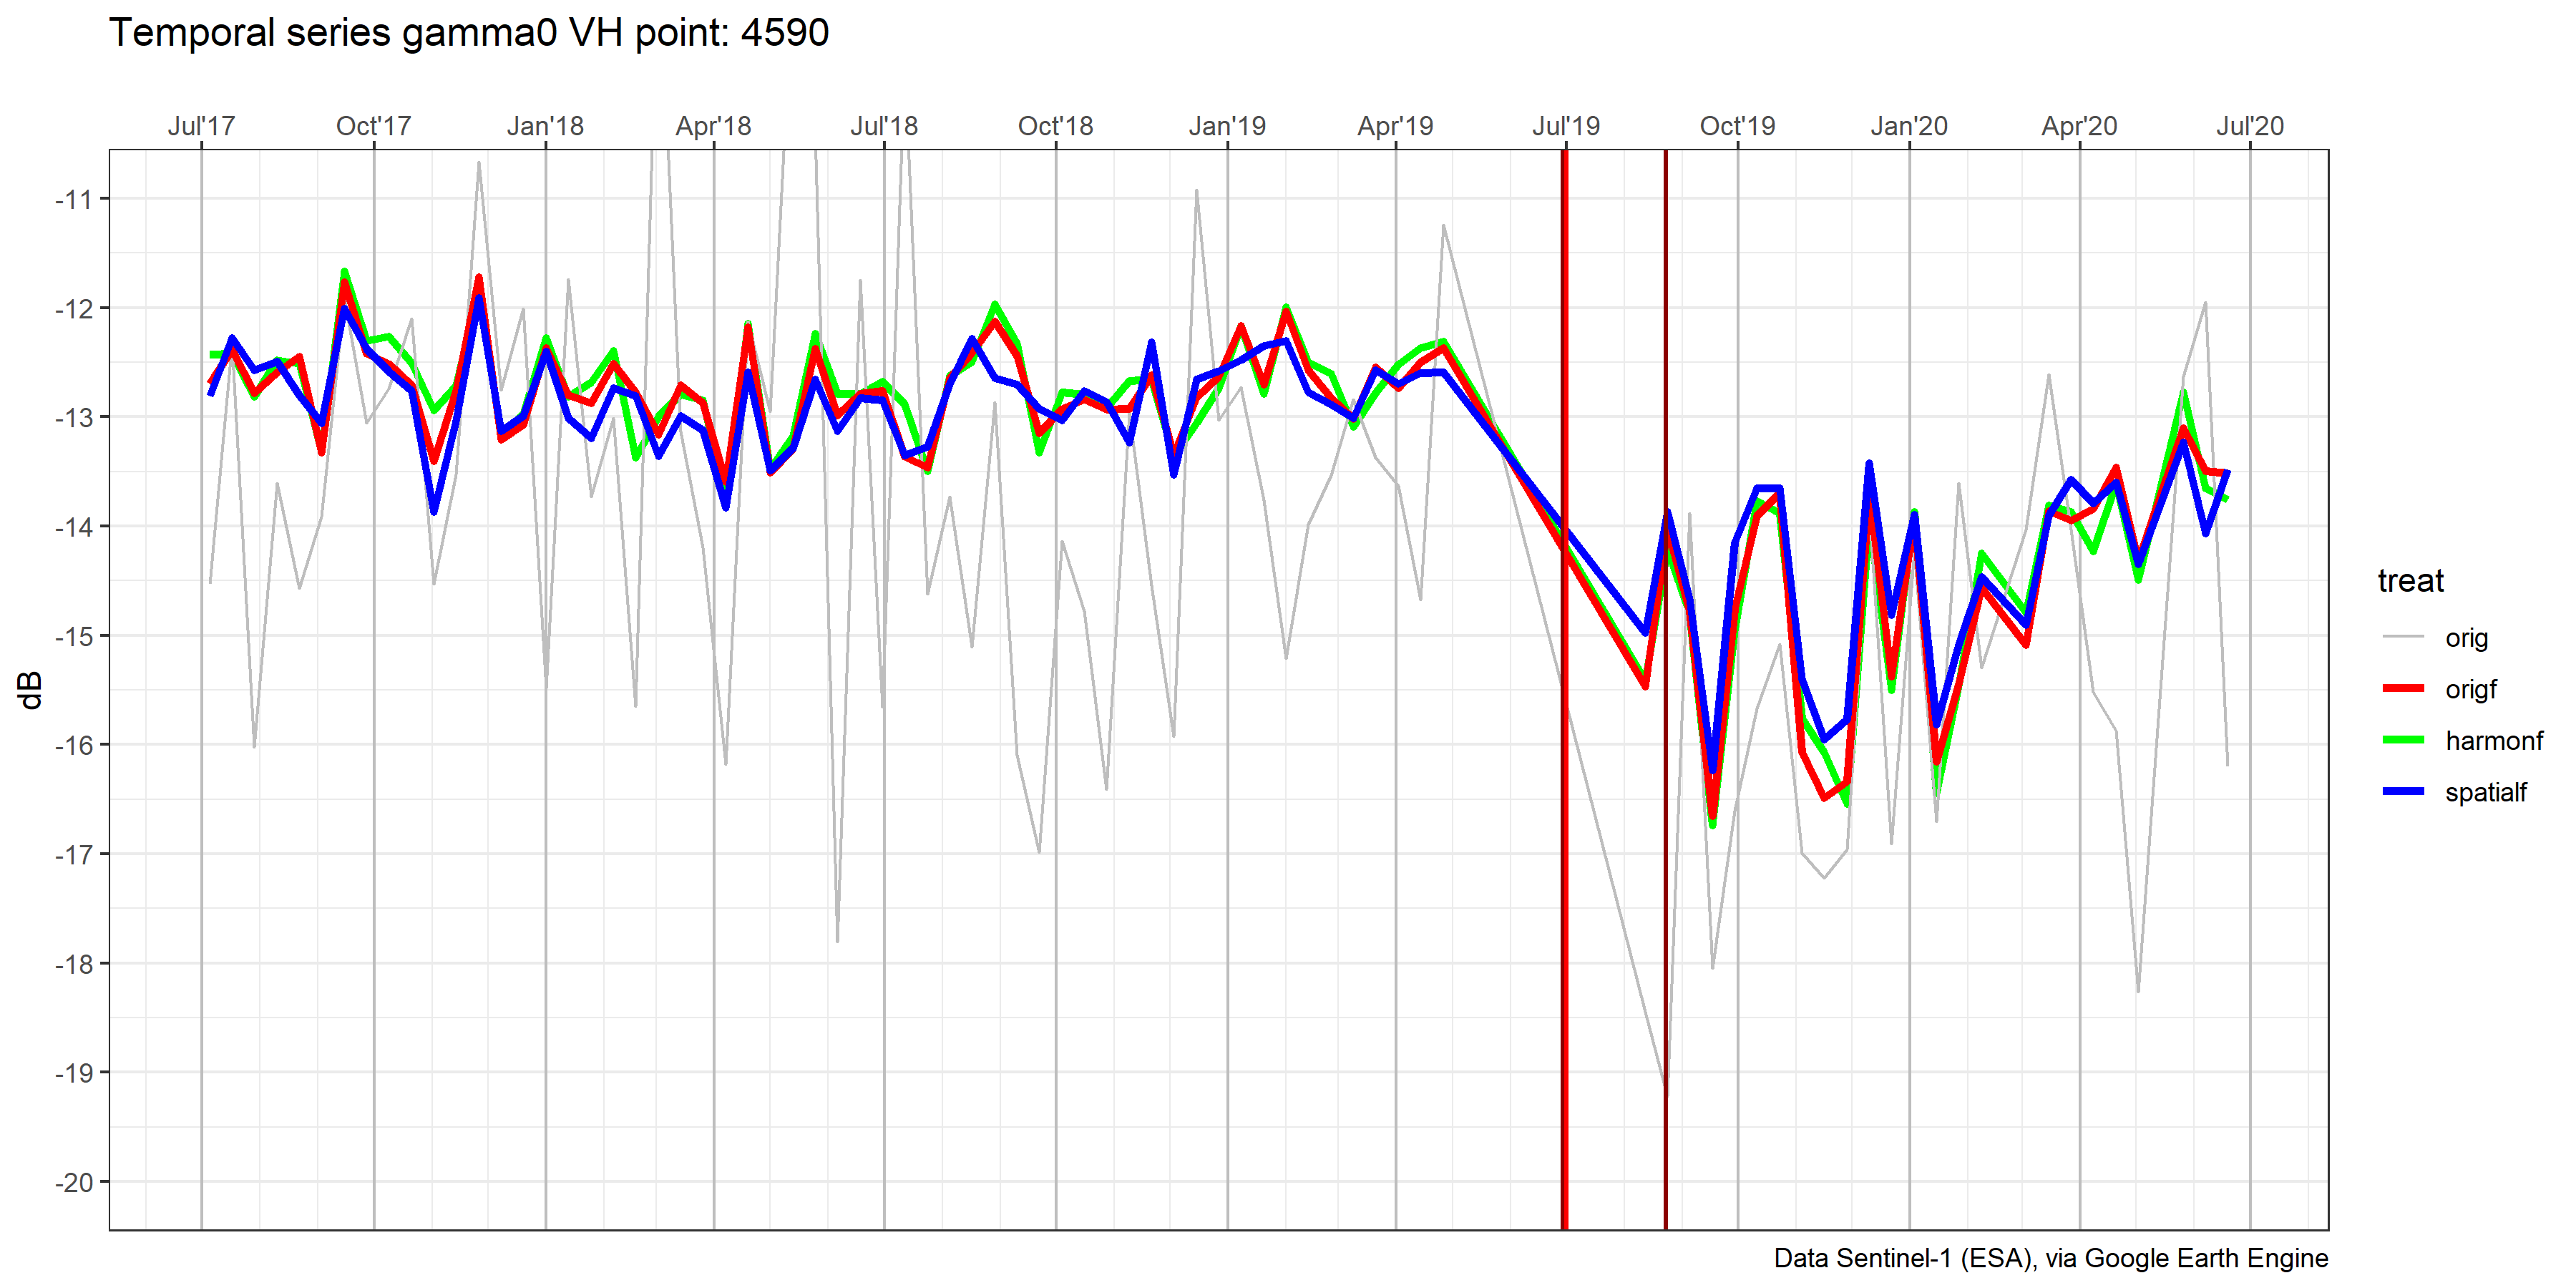 Temporal series gamma0 VH point: 4590
Jul'17 Oct'17 Jan'18 Apr'18 Jul'18 Oct'18 Jan'19 Apr'19 Jul'19 Oct'19 Jan'20 Apr'20 Jul'20
-11
-12
-13
-14
-15
-16
-17
-18
-19
-20
dB
treat
orig
origf
harmonf
spatialf
Data Sentinel-1 (ESA), via Google Earth Engine